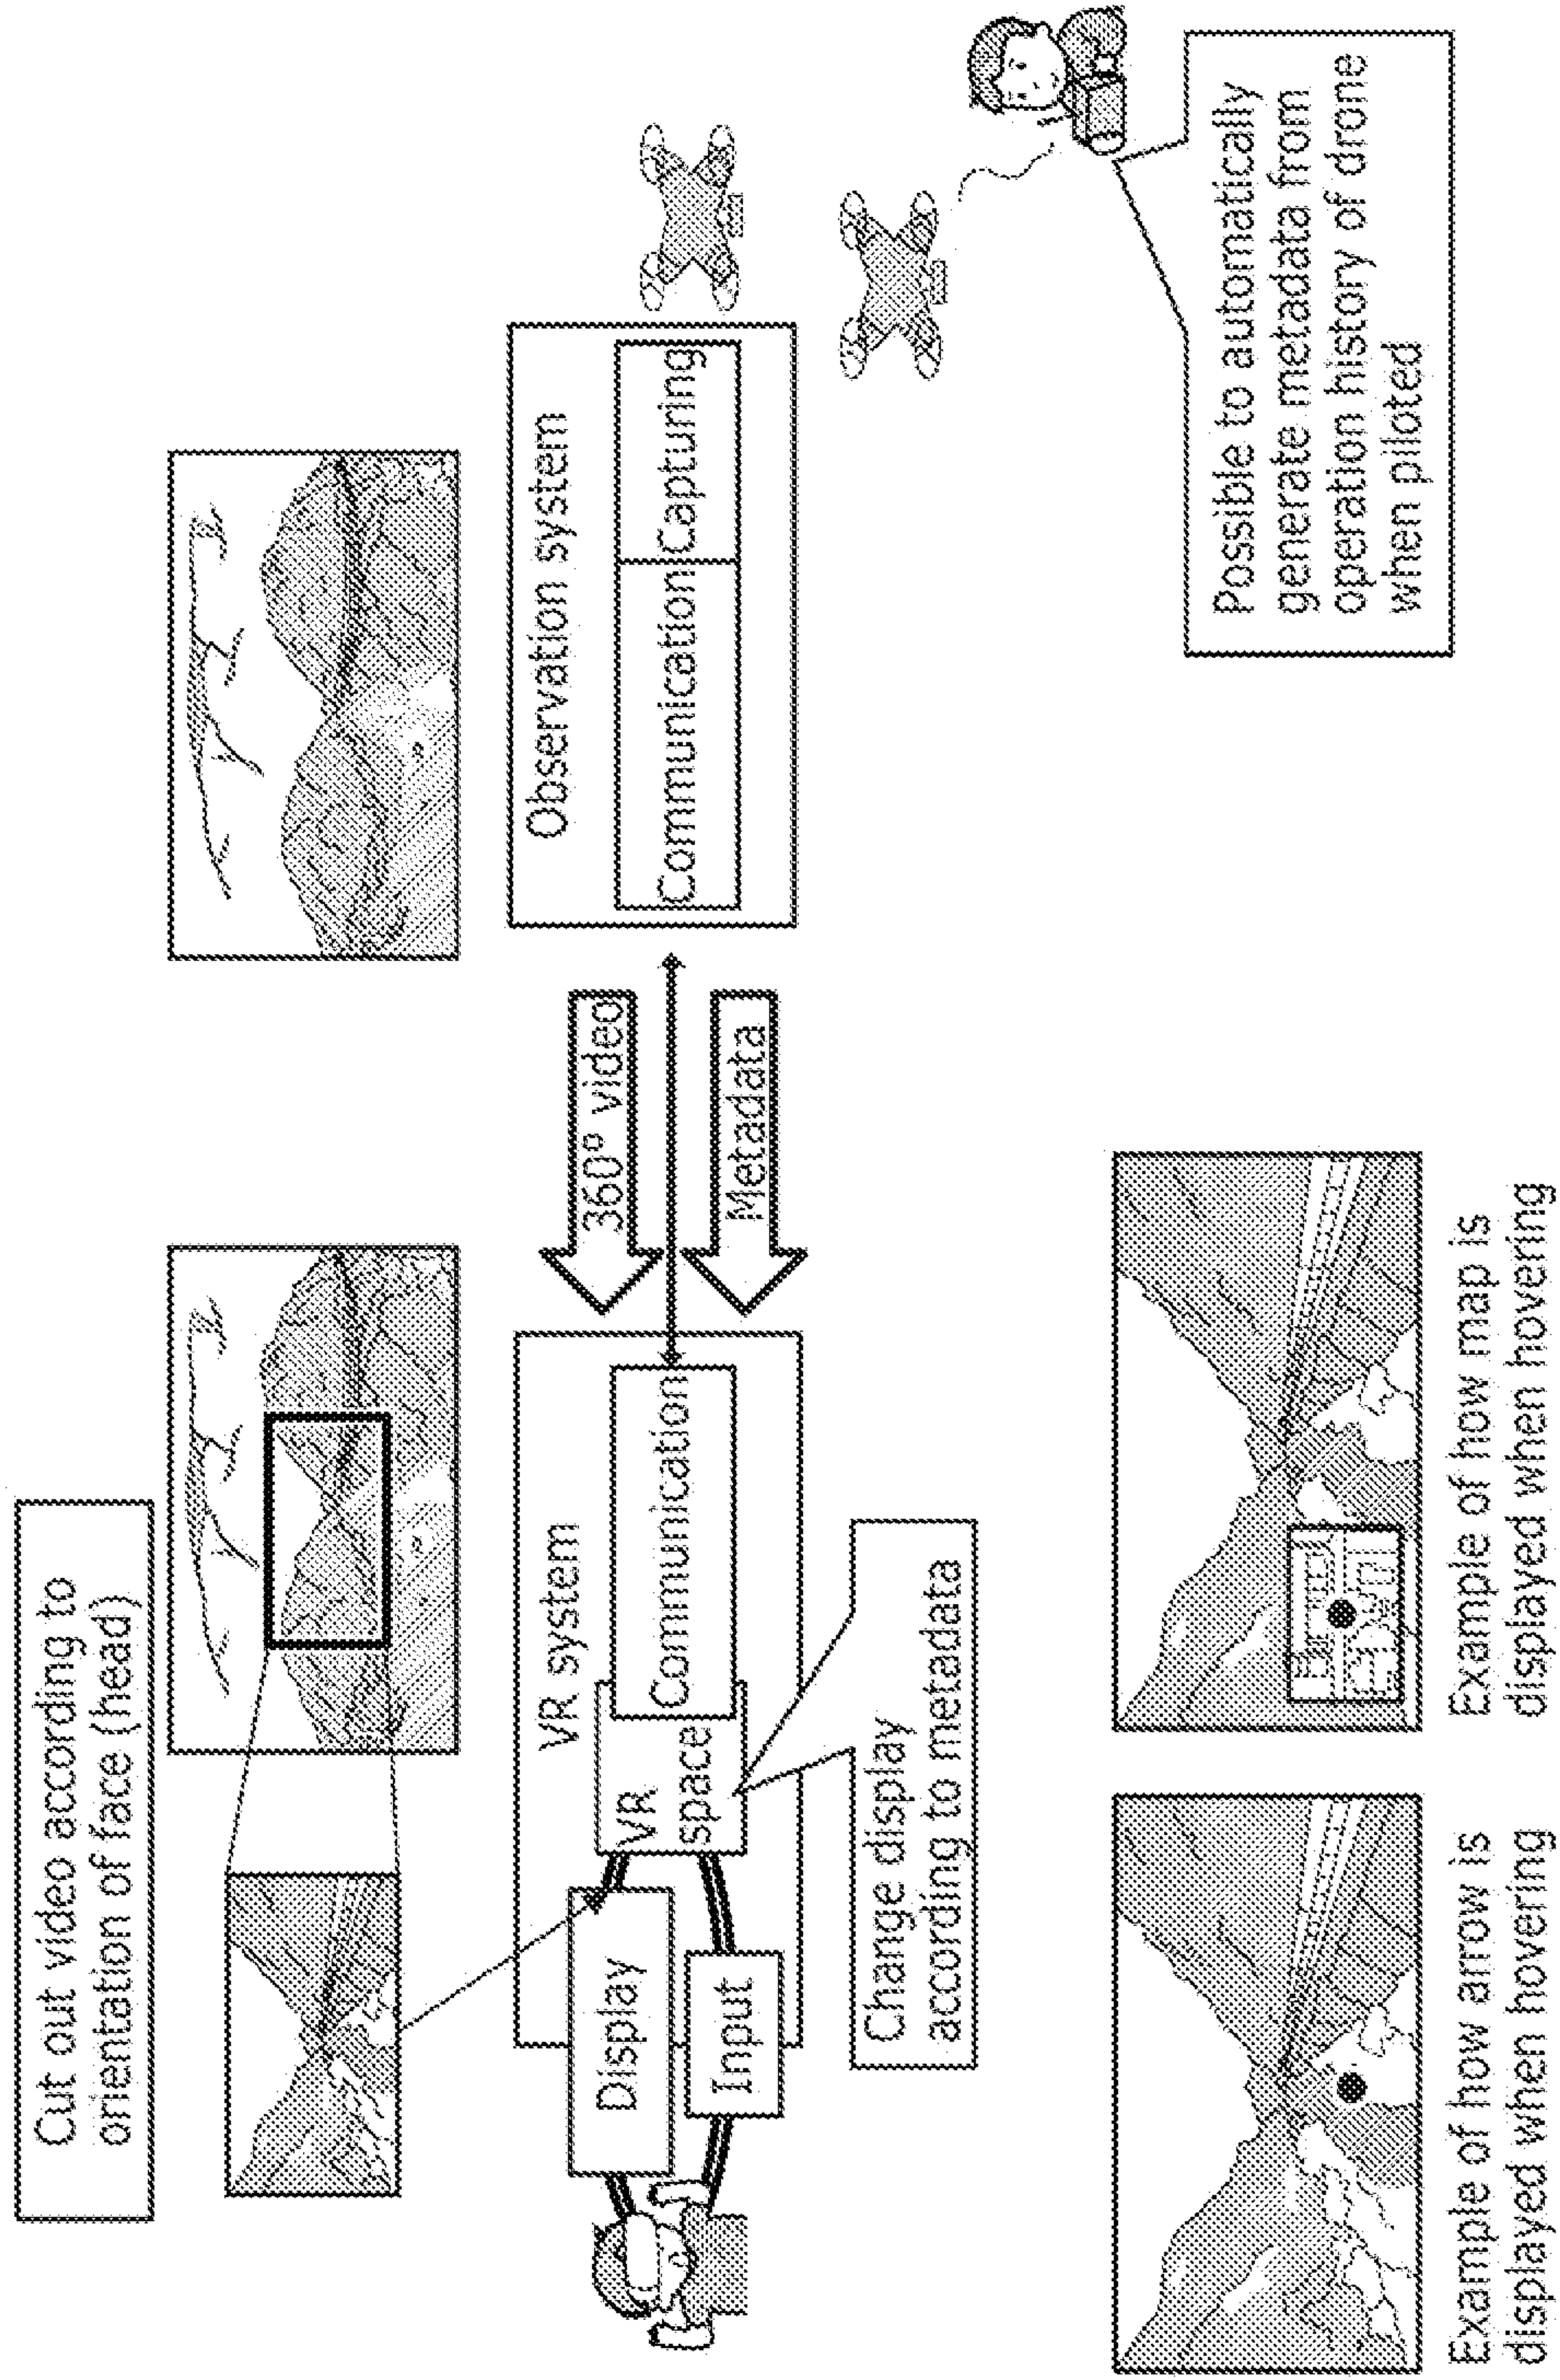 Cut out video according to
orientation of face (head)
VR system
Display
Input
VR
space
Communication
Change display
according to metadata
360° video
Metadata
Observation system
Communication
Capturing
Possible to automatically
generate metadata from
operation history of drone
when piloted
Example of how arrow is
displayed when hovering
Example of how map is
displayed when hovering